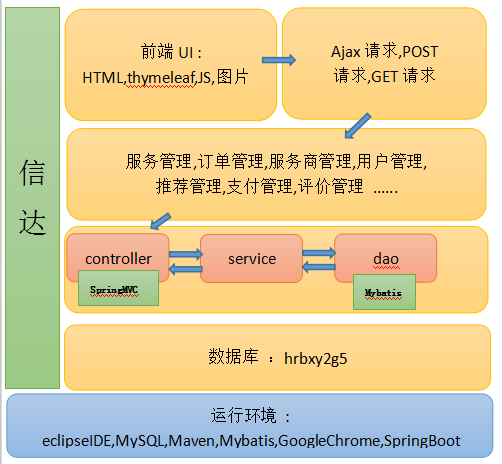 信
达
前端 UI :
HTML,thymeleaf,JS,图片
Ajax 请求,POST
请求,GET 请求
服务管理,订单管理,服务商管理,用户管理,
推荐管理,支付管理,评价管理 ......
controller
service
dao
SpringMVC
Mybatis
数据库 ：hrbxy2g5
运行环境 :
eclipseIDE,MySQL,Maven,Mybatis,GoogleChrome,SpringBoot